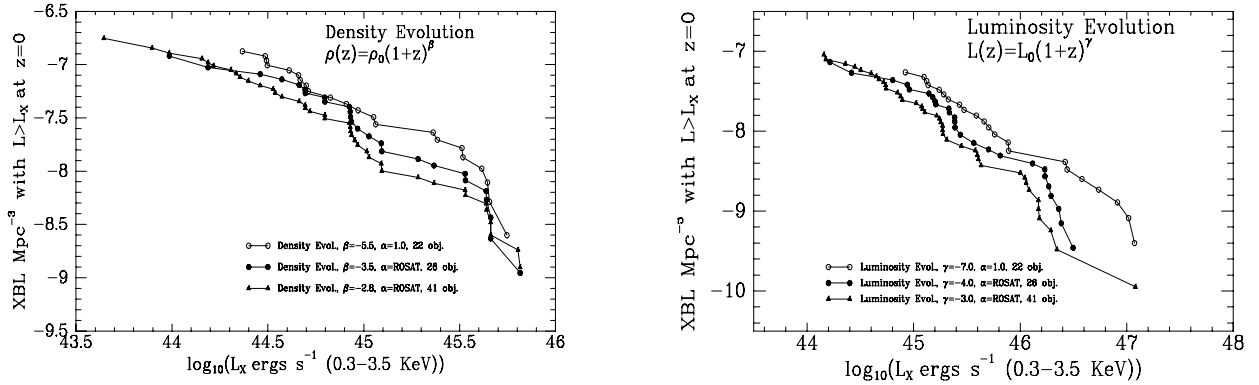 Density Evolution
ρ(z)=ρ₀(1+z)^β
XBL Mpc⁻³ with L>Lₓ at z=0
-6.5
-7
-7.5
-8
-8.5
-9
-9.5
Density Evol., β=-5.5, α=1.0, 22 obj.
Density Evol., β=-3.5, α=ROSAT, 26 obj.
Density Evol., β=-2.8, α=ROSAT, 41 obj.
43.5 44 44.5 45 45.5 46
log₁₀(Lₓ ergs s⁻¹ (0.3-3.5 KeV)
Luminosity Evolution
L(z)=L₀(1+z)^γ
XBL Mpc⁻³ with L>Lₓ at z=0
-7
-8
-9
-10
Luminosity Evol., γ=-7.0, α=1.0, 22 obj.
Luminosity Evol., γ=-4.0, α=ROSAT, 26 obj.
Luminosity Evol., γ=-3.0, α=ROSAT, 41 obj.
44 45 46 47 48
log₁₀(Lₓ ergs s⁻¹ (0.3-3.5 KeV)